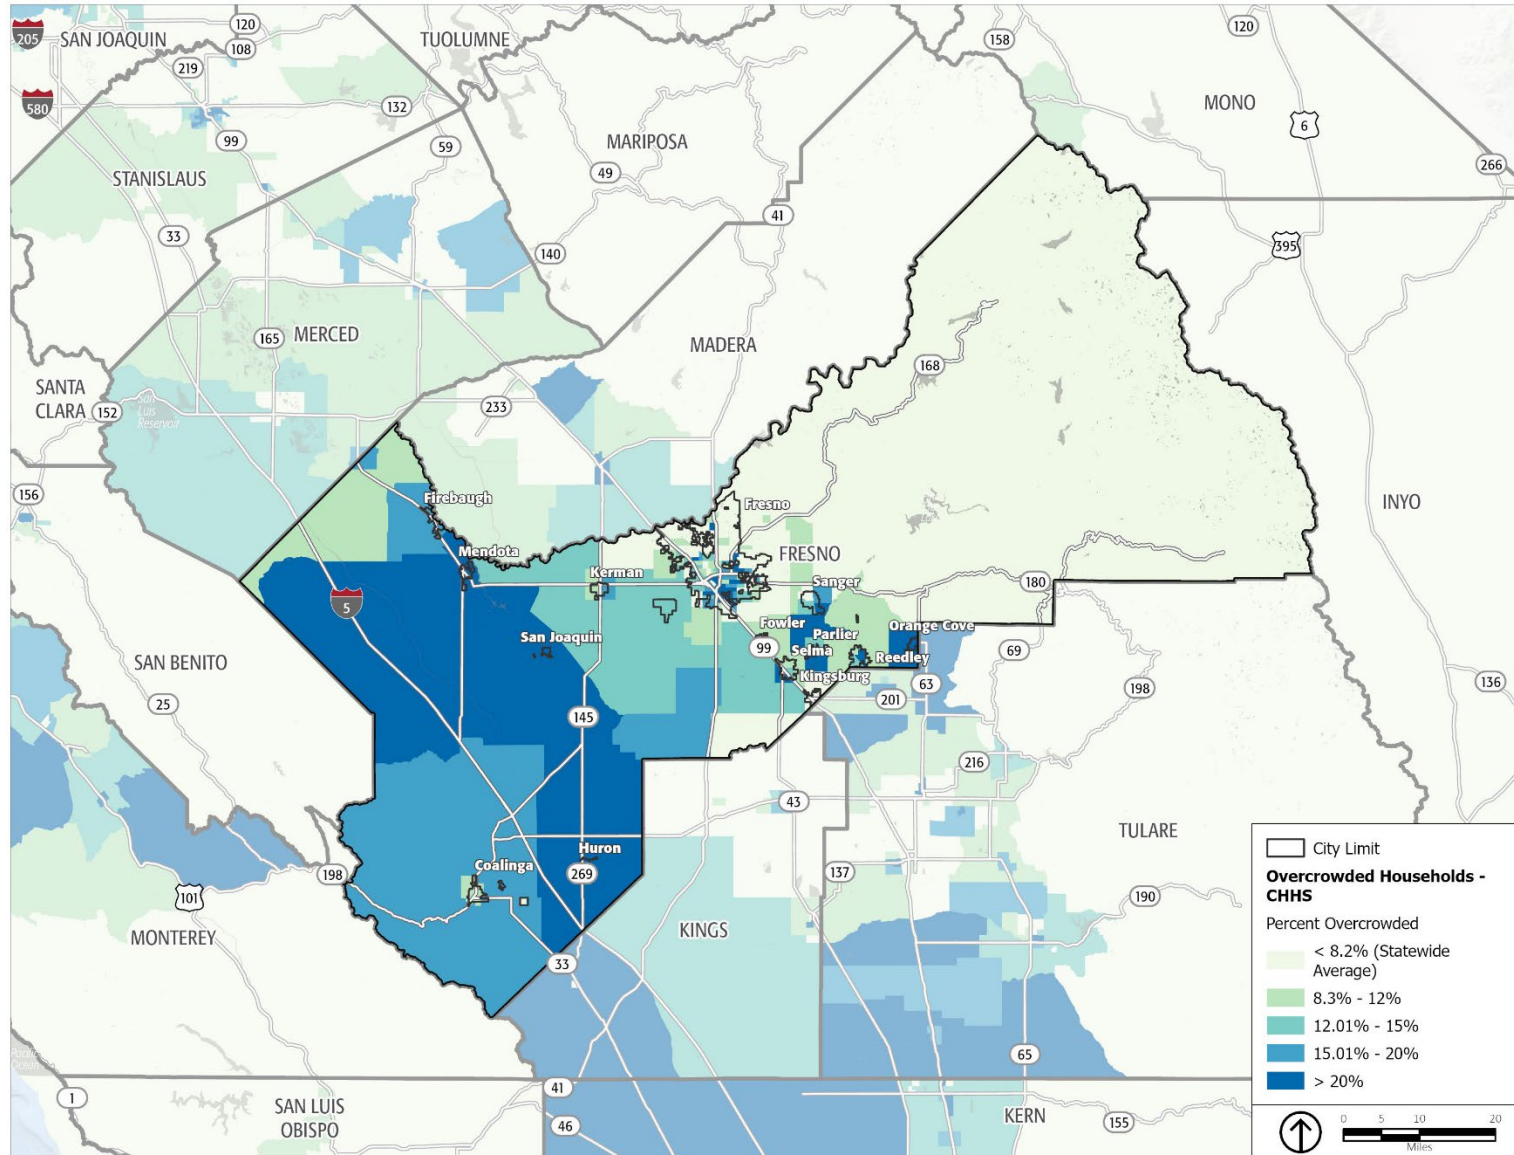 205
SAN JOAQUIN
120
108
219
TUOLUMNE
158
120
580
132
MONO
6
99
59
MARIPOSA
266
STANISLAUS
49
33
41
395
140
165
MERCED
MADERA
168
SANTA
CLARA
152
San
Luis
Reservoir
233
156
Firebaugh
Fresno
INYO
Mendota
FRESNO
Kerman
Sanger
180
5
Fowler
Parlier
Orange Cove
San Joaquin
99
Selma
Reedley
69
SAN BENITO
Kingsburg
63
198
136
25
145
201
216
43
TULARE
Huron
Coalinga
198
269
137
101
190
MONTEREY
KINGS
33
65
Pacific
Ocean
1
41
SAN LUIS
OBISPO
46
KERN
155
City Limit
Overcrowded Households -
CHHS
Percent Overcrowded
< 8.2% (Statewide
Average)
8.3% - 12%
12.01% - 15%
15.01% - 20%
> 20%
0 5 10 20
Miles